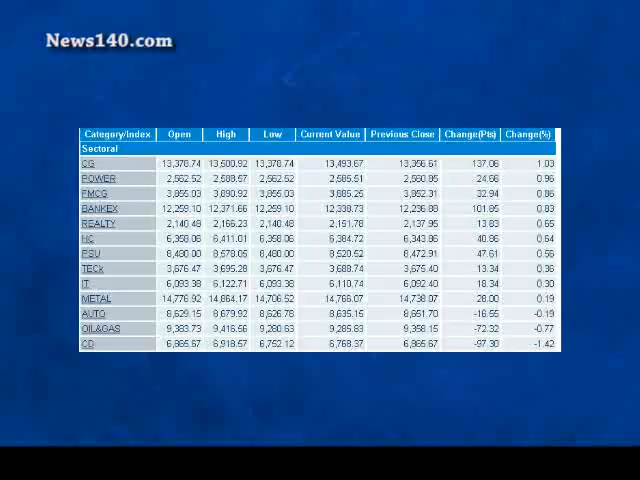 News140.com
Category/Index Open High Low Current Value Previous Close Change(Pts) Change(%)
Sectoral
CG 13,378.74 13,500.92 13,378.74 13,493.67 13,356.61 137.06 1.03
POWER 2,562.52 2,588.57 2,562.52 2,585.51 2,560.85 24.66 0.96
FMCG 3,855.03 3,890.92 3,855.03 3,885.25 3,852.31 32.94 0.86
BANKEX 12,259.10 12,371.66 12,259.10 12,338.73 12,236.88 101.85 0.83
REALTY 2,140.48 2,166.23 2,140.48 2,151.78 2,137.95 13.83 0.65
HC 6,358.06 6,411.01 6,358.06 6,384.72 6,343.86 40.86 0.64
PSU 8,480.00 8,578.05 8,480.00 8,520.52 8,472.91 47.61 0.56
TECk 3,676.47 3,695.28 3,676.47 3,688.74 3,675.40 13.34 0.36
IT 6,093.38 6,122.71 6,093.38 6,110.74 6,092.40 18.34 0.30
METAL 14,776.92 14,864.17 14,706.52 14,766.07 14,738.07 28.00 0.19
AUTO 8,629.15 8,679.92 8,626.78 8,635.15 8,651.70 -16.55 -0.19
OIL&GAS 9,383.73 9,416.56 9,280.63 9,285.83 9,358.15 -72.32 -0.77
CD 6,865.67 6,918.57 6,752.12 6,768.37 6,865.67 -97.30 -1.42